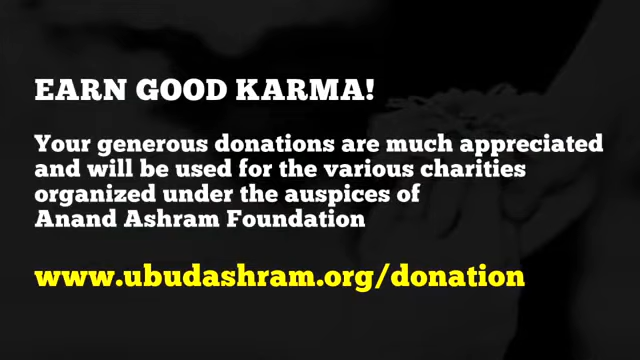 EARN GOOD KARMA!
Your generous donations are much appreciated
and will be used for the various charities
organized under the auspices of
Anand Ashram Foundation
www.ubudashram.org/donation